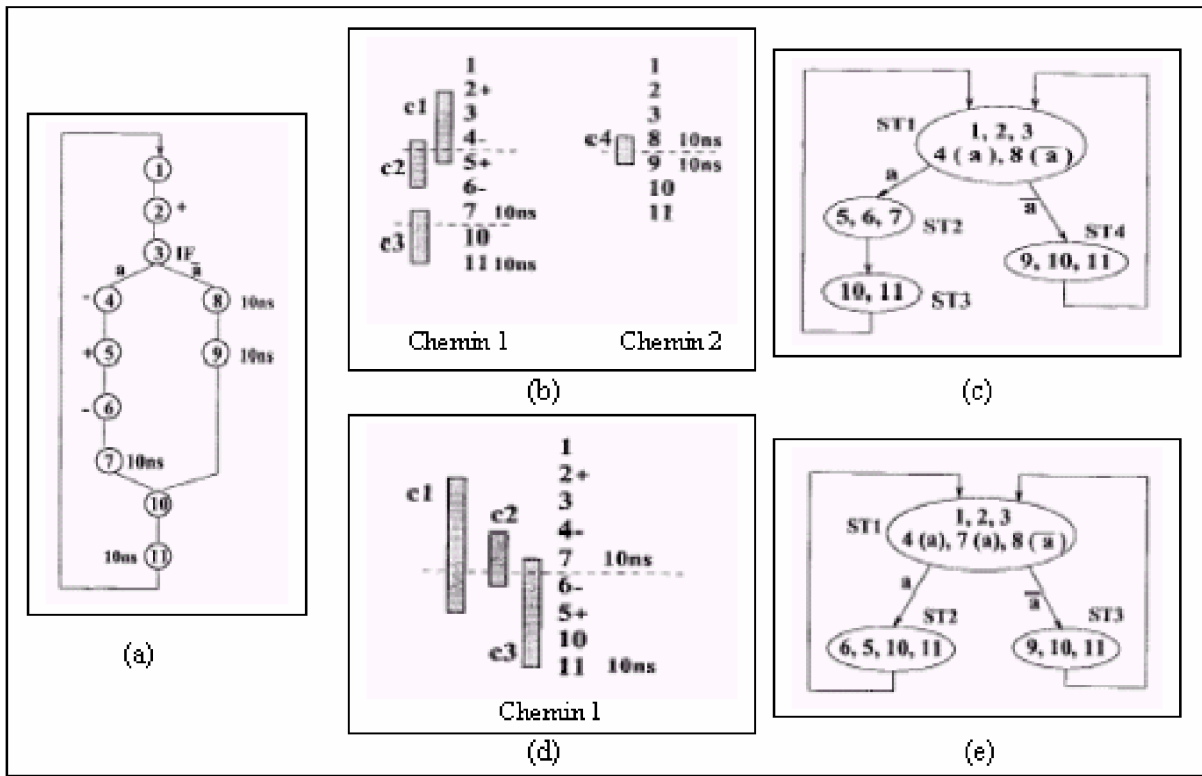 1
2 +
3 IF
a a̅
- 4 8 10ns
+ 5 9 10ns
- 6
7 10ns
10
10ns 11
(a)
c1
c2
c3
1
2+
3
4-
5+
6-
7 10ns
10
11 10ns
Chemin 1
c4
1
2
3
8 10ns
9 10ns
10
11
Chemin 2
(b)
ST1
1, 2, 3
4 ( a ), 8 ( a̅ )
a a̅
5, 6, 7 ST2
ST4
9, 10, 11
10, 11 ST3
(c)
c1
c2
c3
1
2+
3
4-
7 10ns
6-
5+
10
11 10ns
Chemin 1
(d)
ST1
1, 2, 3
4 (a), 7 (a), 8 ( a̅ )
a a̅
ST2 ST3
6, 5, 10, 11 9, 10, 11
(e)